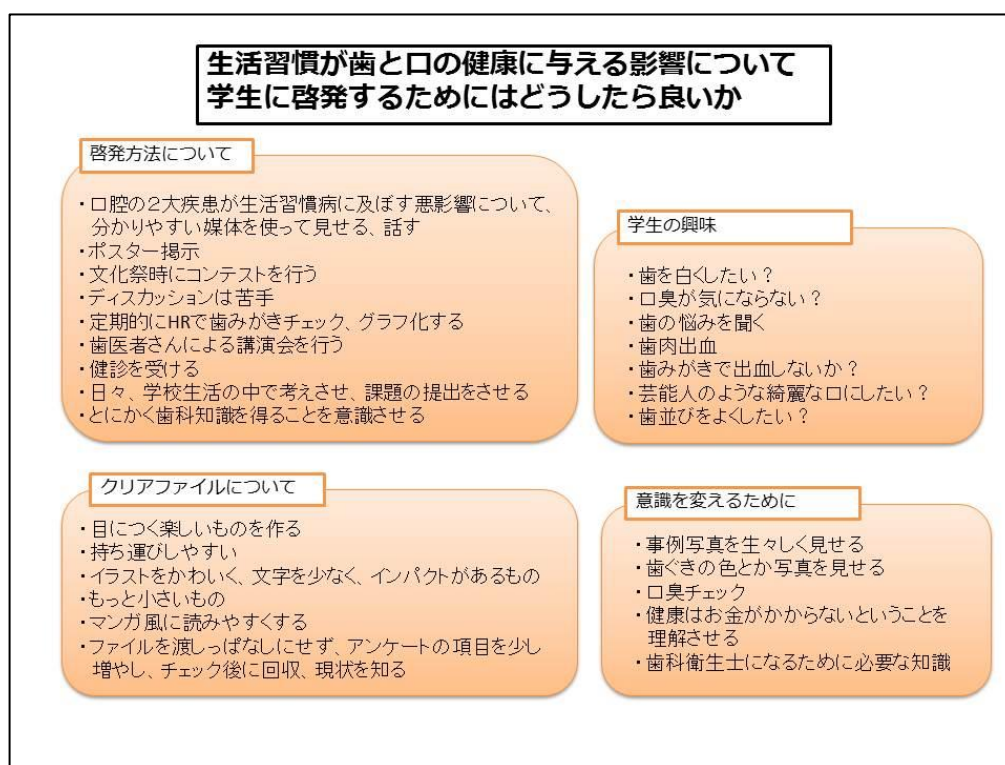 生活習慣が歯と口の健康に与える影響について
学生に啓発するためにはどうしたら良いか
啓発方法について
・口腔の２大疾患が生活習慣病に及ぼす悪影響について、
分かりやすい媒体を使って見せる、話す
・ポスター掲示
・文化祭時にコンテストを行う
・ディスカッションは苦手
・定期的にHRで歯みがきチェック、グラフ化する
・歯医者さんによる講演会を行う
・健診を受ける
・日々、学校生活の中で考えさせ、課題の提出をさせる
・とにかく歯科知識を得ることを意識させる
学生の興味
・歯を白くしたい？
・口臭が気にならない？
・歯の悩みを聞く
・歯肉出血
・歯みがきで出血しないか？
・芸能人のような綺麗な口にしたい？
・歯並びをよくしたい？
クリアファイルについて
・目につく楽しいものを作る
・持ち運びしやすい
・イラストをかわいく、文字を少なく、インパクトがあるもの
・もっと小さいもの
・マンガ風に読みやすくする
・ファイルを渡しっぱなしにせず、アンケートの項目を少し
増やし、チェック後に回収、現状を知る
意識を変えるために
・事例写真を生々しく見せる
・歯ぐきの色とか写真を見せる
・口臭チェック
・健康はお金がかからないということを
理解させる
・歯科衛生士になるために必要な知識